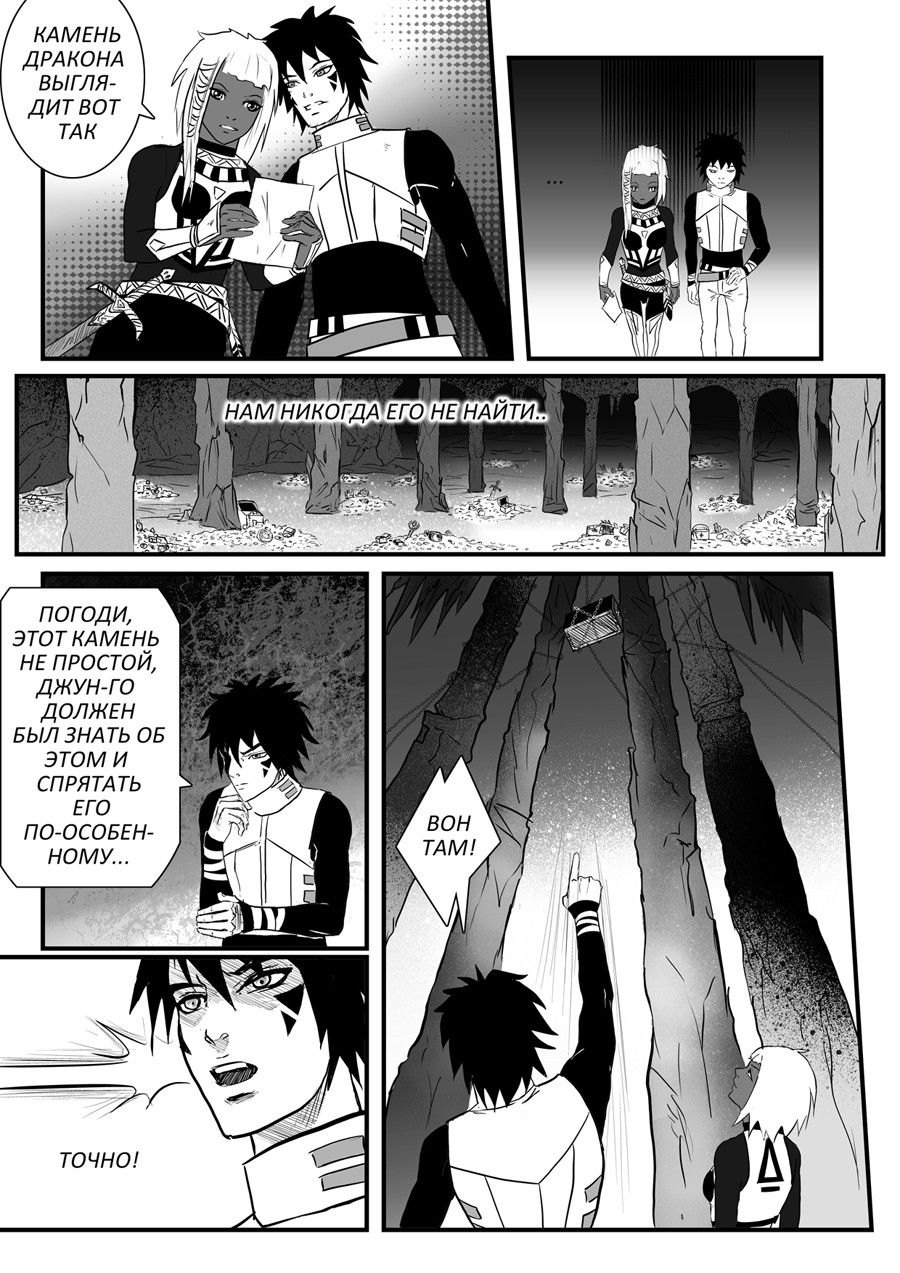 КАМЕНЬ
ДРАКОНА
ВЫГЛЯ-
ДИТ ВОТ
ТАК
...
НАМ НИКОГДА ЕГО НЕ НАЙТИ..
ПОГОДИ,
ЭТОТ КАМЕНЬ
НЕ ПРОСТОЙ,
ДЖУН-ГО
ДОЛЖЕН
БЫЛ ЗНАТЬ ОБ
ЭТОМ И
СПРЯТАТЬ
ЕГО
ПО-ОСОБЕН-
НОМУ...
ТОЧНО!
ВОН
ТАМ!